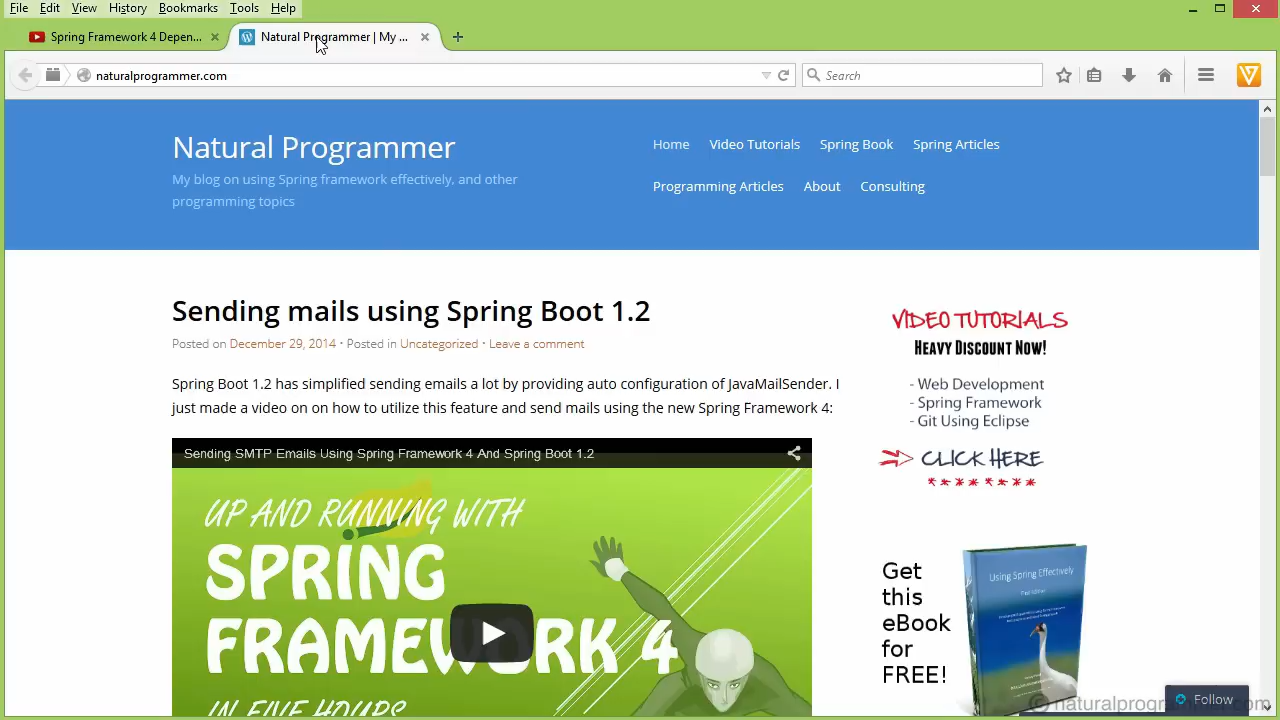 File Edit View History Bookmarks Tools Help
Spring Framework 4 Depen...
Natural Programmer | My ...
naturalprogrammer.com
Search
Natural Programmer
My blog on using Spring framework effectively, and other
programming topics
Home Video Tutorials Spring Book Spring Articles
Programming Articles About Consulting
Sending mails using Spring Boot 1.2
Posted on December 29, 2014 • Posted in Uncategorized • Leave a comment
Spring Boot 1.2 has simplified sending emails a lot by providing auto configuration of JavaMailSender. I
just made a video on on how to utilize this feature and send mails using the new Spring Framework 4:
Sending SMTP Emails Using Spring Framework 4 And Spring Boot 1.2
UP AND RUNNING WITH
SPRING
FRAMEWORK 4
IN FIVE HOURS
VIDEO TUTORIALS
HEAVY DISCOUNT NOW!
- Web Development
- Spring Framework
- Git Using Eclipse
CLICK HERE
Get
this
eBook
for
FREE!
Using Spring Effectively
Follow
© naturalprogrammer.com